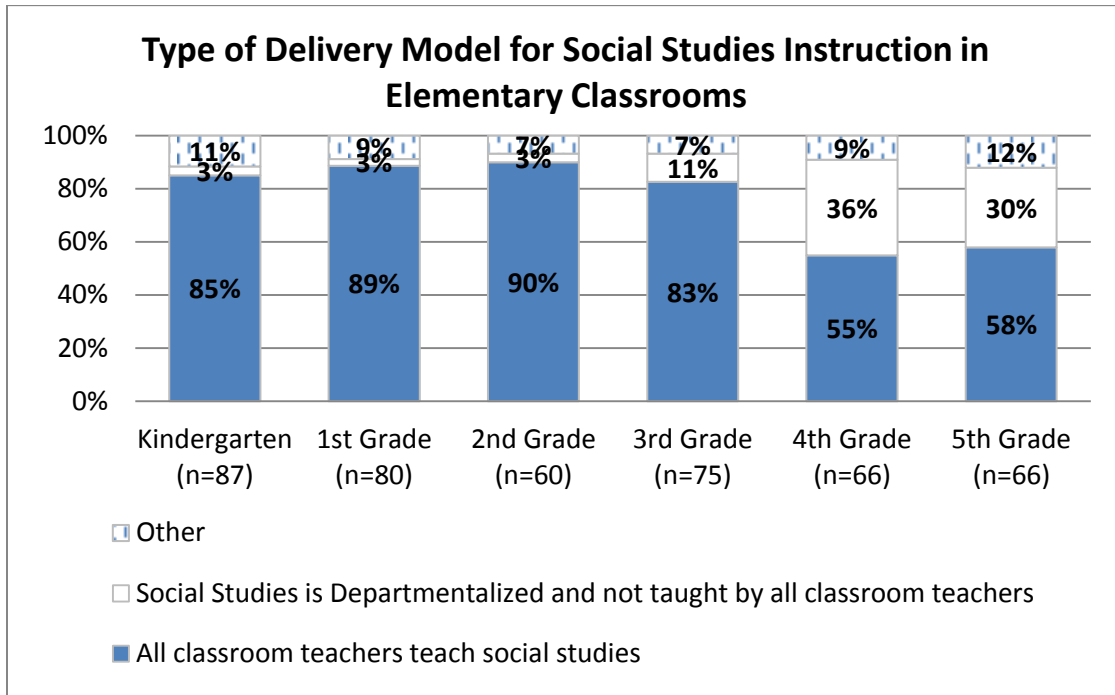 Type of Delivery Model for Social Studies Instruction in
Elementary Classrooms
100%
80%
60%
40%
20%
0%
11%
3%
85%
9%
3%
89%
7%
3%
90%
7%
11%
83%
9%
36%
55%
12%
30%
58%
Kindergarten
(n=87)
1st Grade
(n=80)
2nd Grade
(n=60)
3rd Grade
(n=75)
4th Grade
(n=66)
5th Grade
(n=66)
Other
Social Studies is Departmentalized and not taught by all classroom teachers
All classroom teachers teach social studies